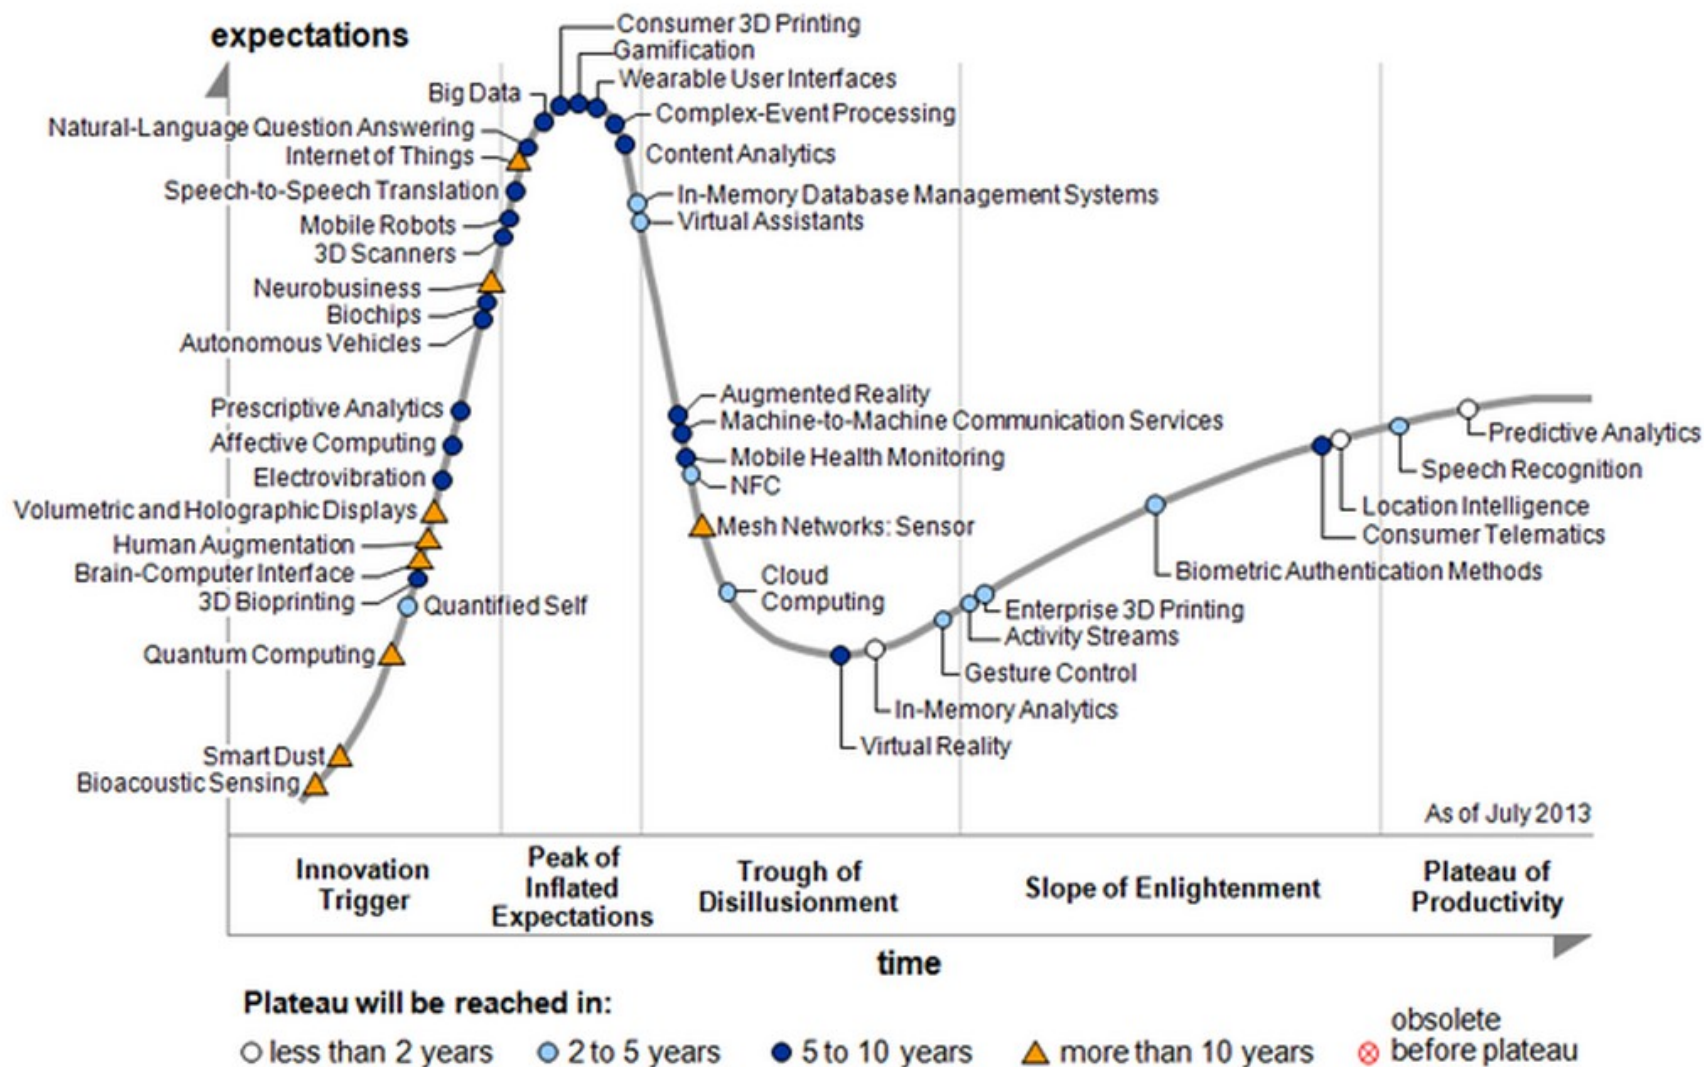 expectations
Consumer 3D Printing
Gamification
Wearable User Interfaces
Big Data
Complex-Event Processing
Natural-Language Question Answering
Content Analytics
Internet of Things
Speech-to-Speech Translation
In-Memory Database Management Systems
Mobile Robots
Virtual Assistants
3D Scanners
Neurobusiness
Biochips
Autonomous Vehicles
Augmented Reality
Prescriptive Analytics
Machine-to-Machine Communication Services
Predictive Analytics
Affective Computing
Mobile Health Monitoring
Speech Recognition
Electrovibration
NFC
Volumetric and Holographic Displays
Location Intelligence
Mesh Networks: Sensor
Consumer Telematics
Human Augmentation
Brain-Computer Interface
Cloud
Computing
Biometric Authentication Methods
3D Bioprinting
Quantified Self
Enterprise 3D Printing
Activity Streams
Quantum Computing
Gesture Control
In-Memory Analytics
Virtual Reality
Smart Dust
Bioacoustic Sensing
As of July 2013
Innovation
Trigger
Peak of
Inflated
Expectations
Trough of
Disillusionment
Slope of Enlightenment
Plateau of
Productivity
time
Plateau will be reached in:
less than 2 years
2 to 5 years
5 to 10 years
more than 10 years
obsolete
before plateau